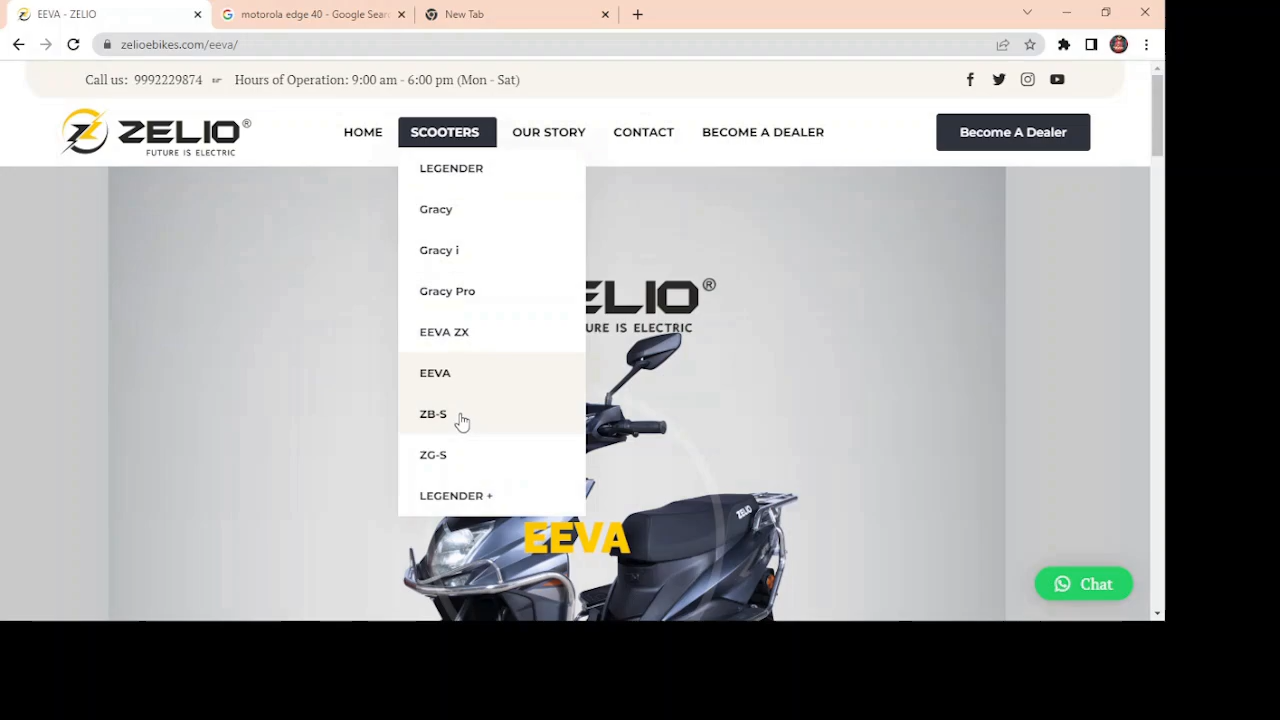 EEVA - ZELIO
motorola edge 40 - Google Sear
New Tab
zelioebikes.com/eeva/
Call us: 9992229874
Hours of Operation: 9:00 am - 6:00 pm (Mon - Sat)
ZELIO®
FUTURE IS ELECTRIC
HOME
SCOOTERS
OUR STORY
CONTACT
BECOME A DEALER
Become A Dealer
LEGENDER
Gracy
Gracy i
Gracy Pro
EEVA ZX
EEVA
ZB-S
ZG-S
LEGENDER +
ELIO®
URE IS ELECTRIC
ZELIO
EEVA
Chat